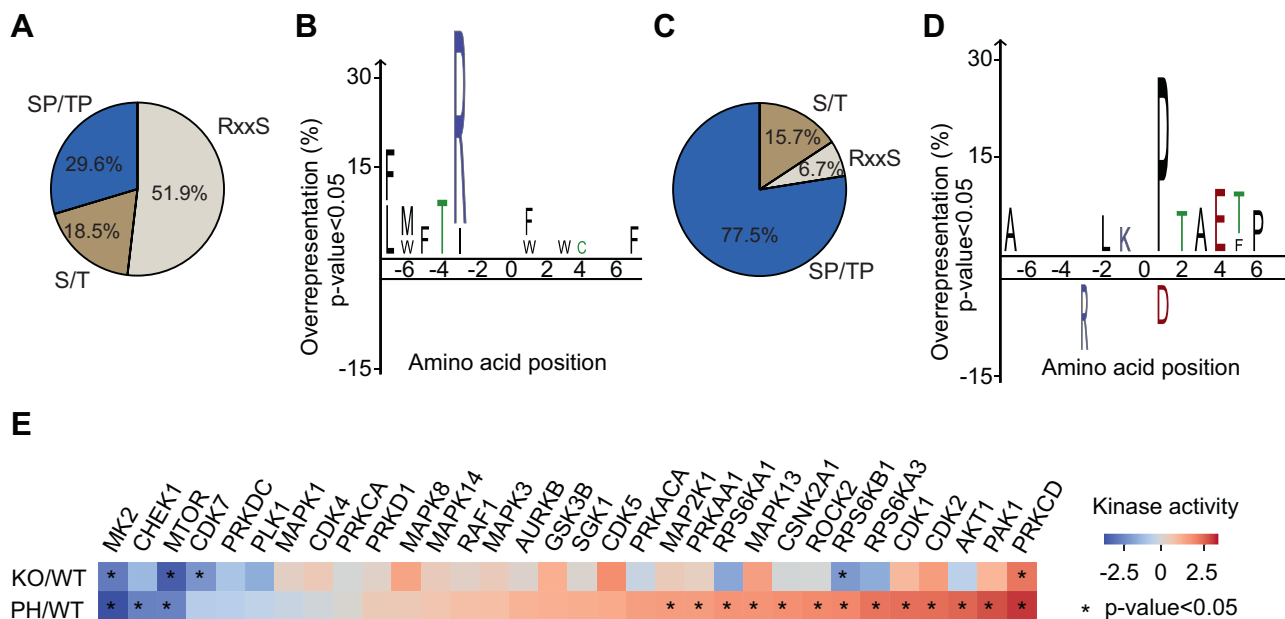 A
SP/TP
RxxS
29.6%
51.9%
18.5%
S/T
B
Overrepresentation (%)
p-value<0.05
30
15
-15
F
L
M
W
F
T
R
I
F
W
W
C
F
-6 -4 -2 0 2 4 6
Amino acid position
C
S/T
15.7%
RxxS
6.7%
77.5%
SP/TP
D
Overrepresentation (%)
p-value<0.05
30
15
-15
A
L
K
P
T
A
E
T
F
P
-6 -4 -2 0 2 4 6
R
D
Amino acid position
E
MK2 CHEK1 MTOR CDK7 PRKDC PLK1 MAPK1 CDK4 PRKCA PRKD1 MAPK8 MAPK14 RAF1 MAPK3 AURKB GSK3B SGK1 CDK5 PRKACA MAP2K1 PRKAA1 RPS6KA1 MAPK13 CSNK2A1 ROCK2 RPS6KB1 RPS6KA3 CDK1 CDK2 AKT1 PAK1 PRKCD
KO/WT * * * * *
PH/WT * * * * * * * * * * * * * * * *
Kinase activity
-2.5 0 2.5
* p-value<0.05